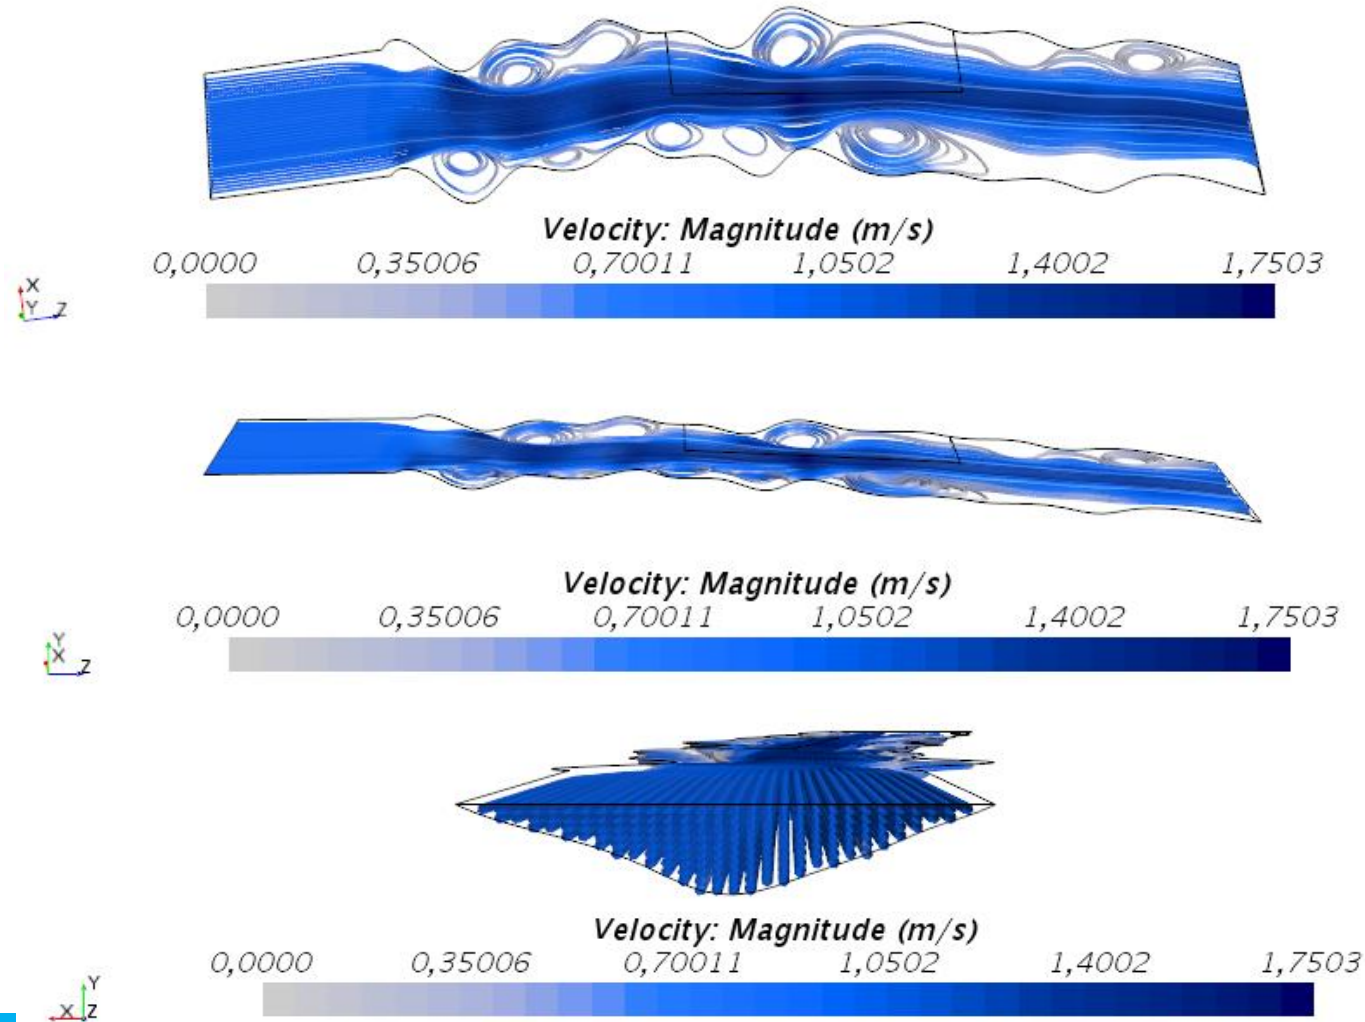 Velocity: Magnitude (m/s)
0,0000 0,35006 0,70011 1,0502 1,4002 1,7503
X
Y Z
Velocity: Magnitude (m/s)
0,0000 0,35006 0,70011 1,0502 1,4002 1,7503
Y
X Z
Velocity: Magnitude (m/s)
0,0000 0,35006 0,70011 1,0502 1,4002 1,7503
Y
X Z